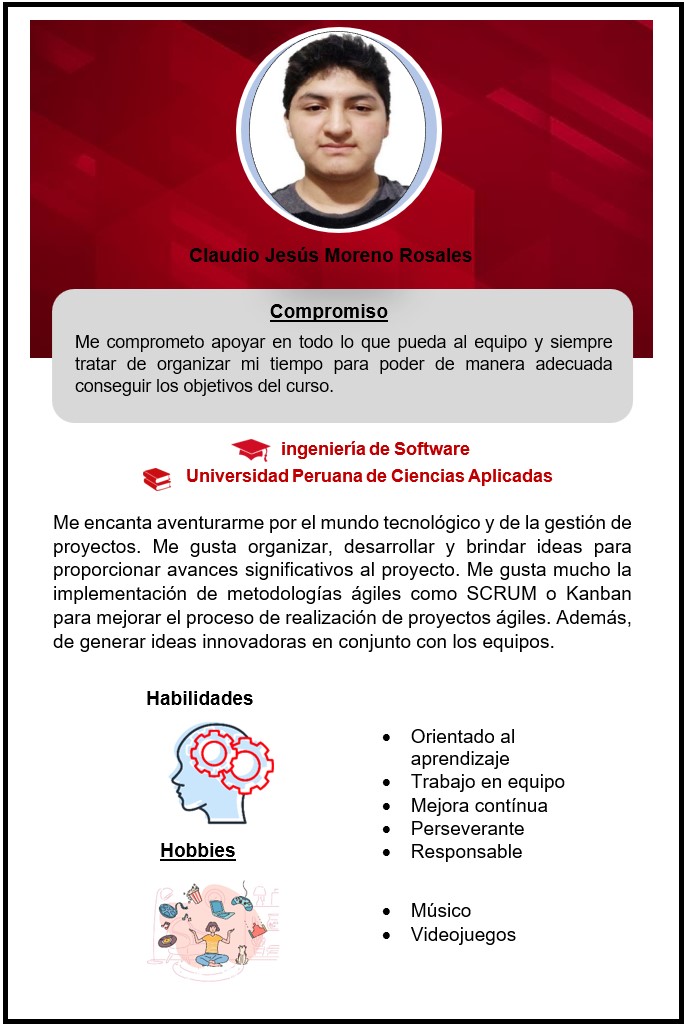 Claudio Jesús Moreno Rosales
Compromiso
Me comprometo apoyar en todo lo que pueda al equipo y siempre
tratar de organizar mi tiempo para poder de manera adecuada
conseguir los objetivos del curso.
ingeniería de Software
Universidad Peruana de Ciencias Aplicadas
Me encanta aventurarme por el mundo tecnológico y de la gestión de
proyectos. Me gusta organizar, desarrollar y brindar ideas para
proporcionar avances significativos al proyecto. Me gusta mucho la
implementación de metodologías ágiles como SCRUM o Kanban
para mejorar el proceso de realización de proyectos ágiles. Además,
de generar ideas innovadoras en conjunto con los equipos.
Habilidades
• Orientado al
aprendizaje
• Trabajo en equipo
• Mejora contínua
• Perseverante
• Responsable
Hobbies
• Músico
• Videojuegos